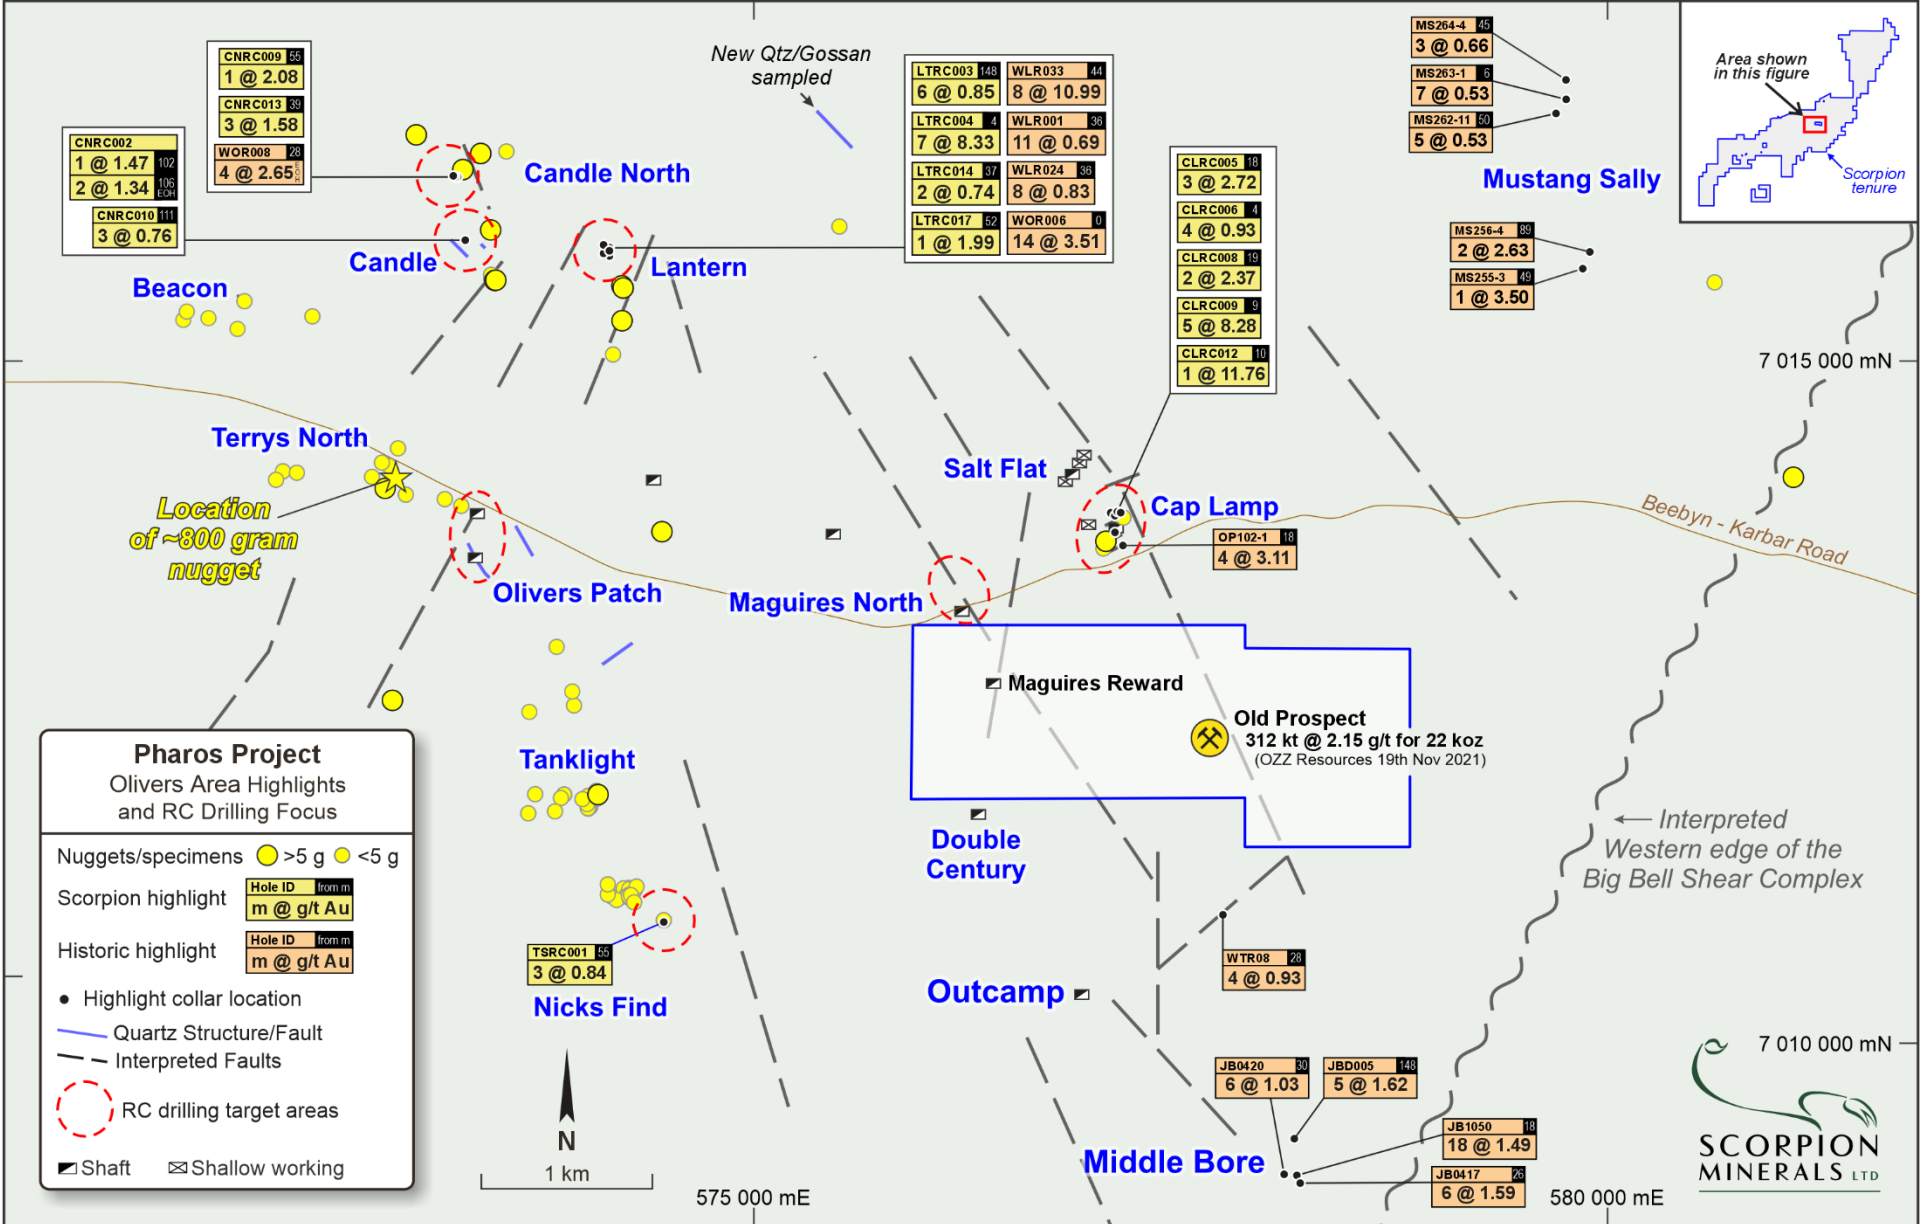 CNRC009 55
1 @ 2.08
CNRC013 39
3 @ 1.58
WOR008 28
4 @ 2.65 EOH
CNRC002
1 @ 1.47 102
2 @ 1.34 106 EOH
CNRC010 111
3 @ 0.76
Candle North
Candle
Beacon
New Qtz/Gossan
sampled
Lantern
LTRC003 148
6 @ 0.85
LTRC004 4
7 @ 8.33
LTRC014 37
2 @ 0.74
LTRC017 52
1 @ 1.99
WLR033 44
8 @ 10.99
WLR001 36
11 @ 0.69
WLR024 36
8 @ 0.83
WOR006 0
14 @ 3.51
CLRC005 18
3 @ 2.72
CLRC006 4
4 @ 0.93
CLRC008 19
2 @ 2.37
CLRC009 9
5 @ 8.28
CLRC012 10
1 @ 11.76
MS264-4 45
3 @ 0.66
MS263-1 6
7 @ 0.53
MS262-11 50
5 @ 0.53
Mustang Sally
MS256-4 89
2 @ 2.63
MS255-3 49
1 @ 3.50
Area shown
in this figure
Scorpion
tenure
7 015 000 mN
Terrys North
Location
of ~800 gram
nugget
Olivers Patch
Salt Flat
Cap Lamp
OP102-1 18
4 @ 3.11
Beebyn - Karbar Road
Maguires North
Maguires Reward
Old Prospect
312 kt @ 2.15 g/t for 22 koz
(OZZ Resources 19th Nov 2021)
Tanklight
Double
Century
Interpreted
Western edge of the
Big Bell Shear Complex
TSRC001 55
3 @ 0.84
Nicks Find
Outcamp
WTR08 28
4 @ 0.93
JB0420 30
6 @ 1.03
JBD005 148
5 @ 1.62
JB1050 18
18 @ 1.49
JB0417 26
6 @ 1.59
Middle Bore
7 010 000 mN
575 000 mE
580 000 mE
N
1 km
SCORPION
MINERALS LTD
Pharos Project
Olivers Area Highlights
and RC Drilling Focus
Nuggets/specimens >5 g <5 g
Scorpion highlight
Hole ID from m
m @ g/t Au
Historic highlight
Hole ID from m
m @ g/t Au
Highlight collar location
Quartz Structure/Fault
Interpreted Faults
RC drilling target areas
Shaft Shallow working